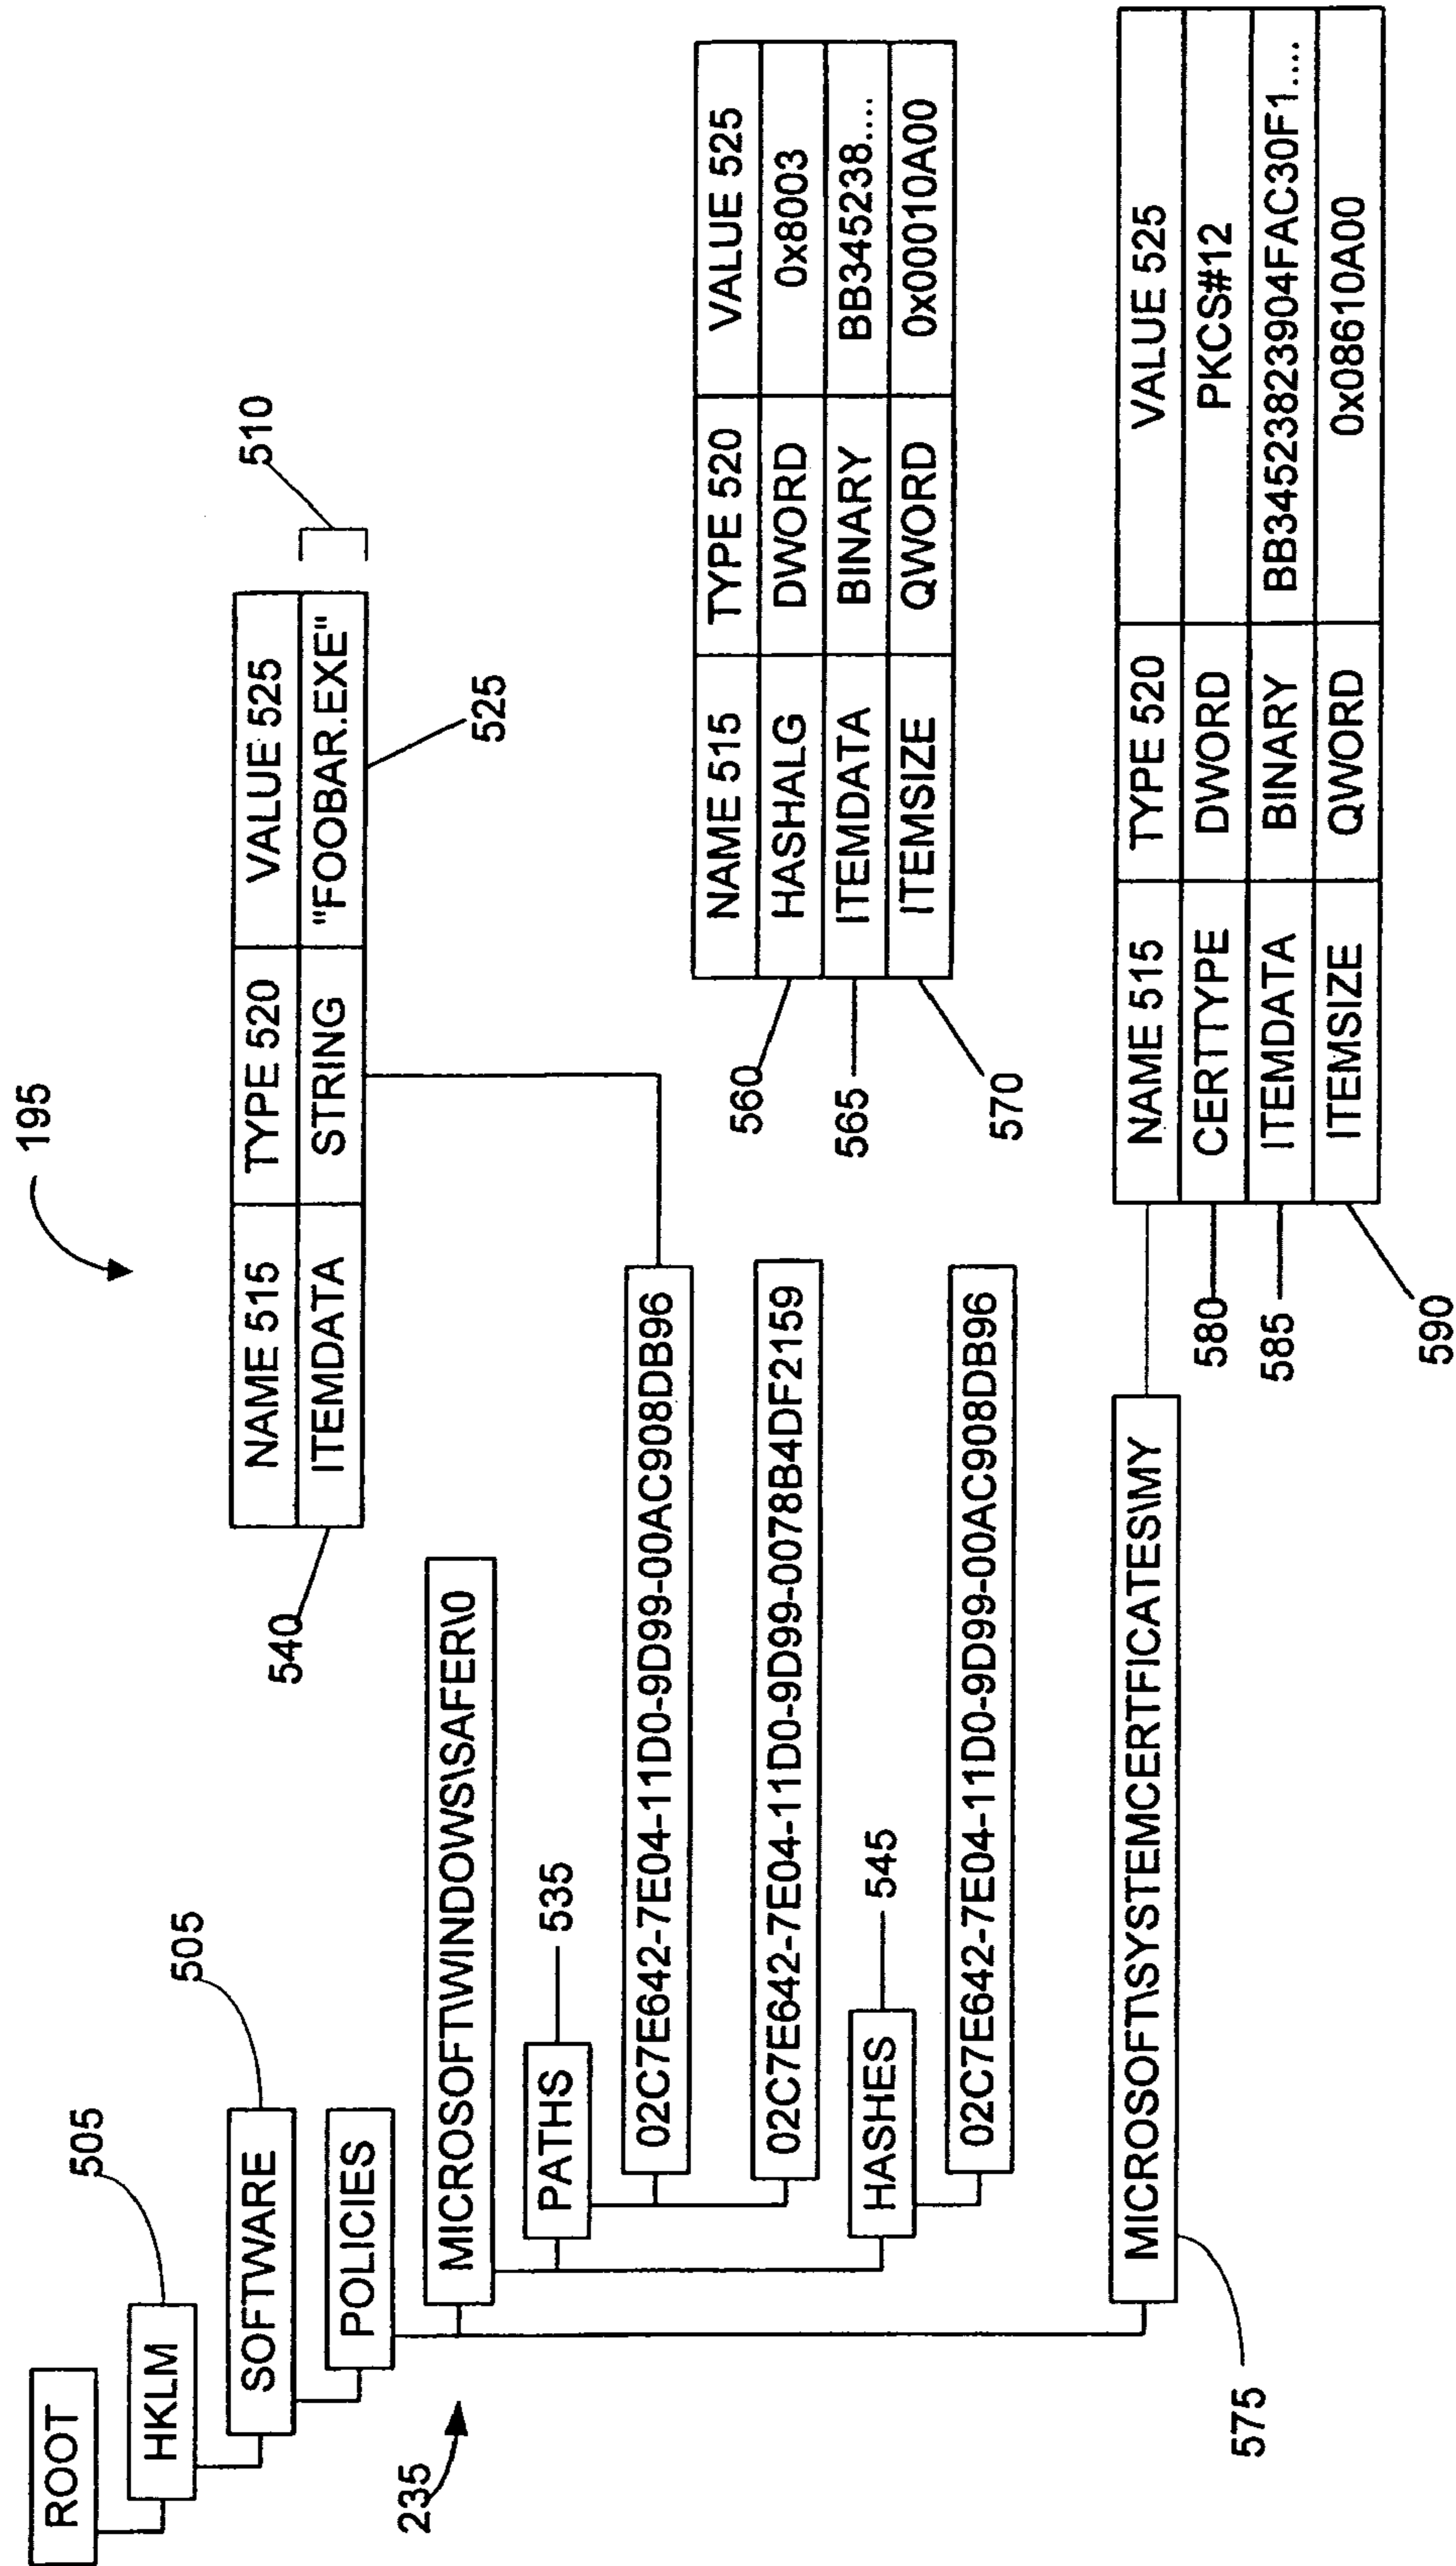 195
ROOT
HKLM
505
SOFTWARE
505
POLICIES
235
NAME 515 TYPE 520 VALUE 525
ITEMDATA STRING "FOOBAR.EXE"
510
540
525
MICROSOFT\WINDOWS\SAFER\0
PATHS
535
02C7E642-7E04-11D0-9D99-00AC908DB96
02C7E642-7E04-11D0-9D99-0078B4DF2159
HASHES
545
02C7E642-7E04-11D0-9D99-00AC908DB96
NAME 515 TYPE 520 VALUE 525
HASHALG DWORD 0x8003
ITEMDATA BINARY BB345238....
ITEMSIZE QWORD 0x00010A00
560
565
570
MICROSOFT\SYSTEMCERTFICATES\MY
575
NAME 515 TYPE 520 VALUE 525
CERTTYPE DWORD PKCS#12
ITEMDATA BINARY BB34523823904FAC30F1....
ITEMSIZE QWORD 0x08610A00
580
585
590